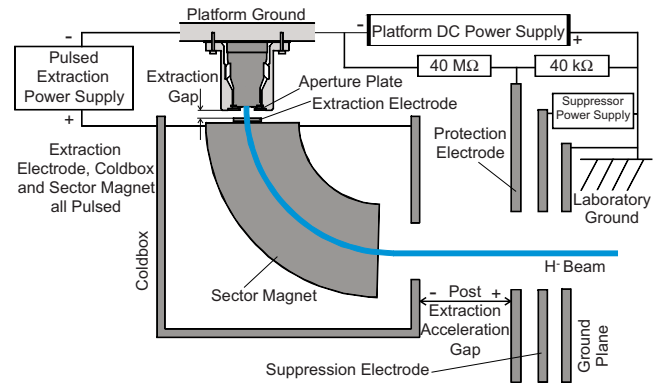 Platform Ground
-
Platform DC Power Supply
+
-
Pulsed
Extraction
Power Supply
+
Extraction
Gap
Aperture Plate
Extraction Electrode
40 MΩ
40 kΩ
Suppressor
Power Supply
Protection
Electrode
Extraction
Electrode, Coldbox
and Sector Magnet
all Pulsed
Laboratory
Ground
Coldbox
Sector Magnet
H- Beam
- Post +
Extraction
Acceleration
Gap
Suppression Electrode
Ground
Plane